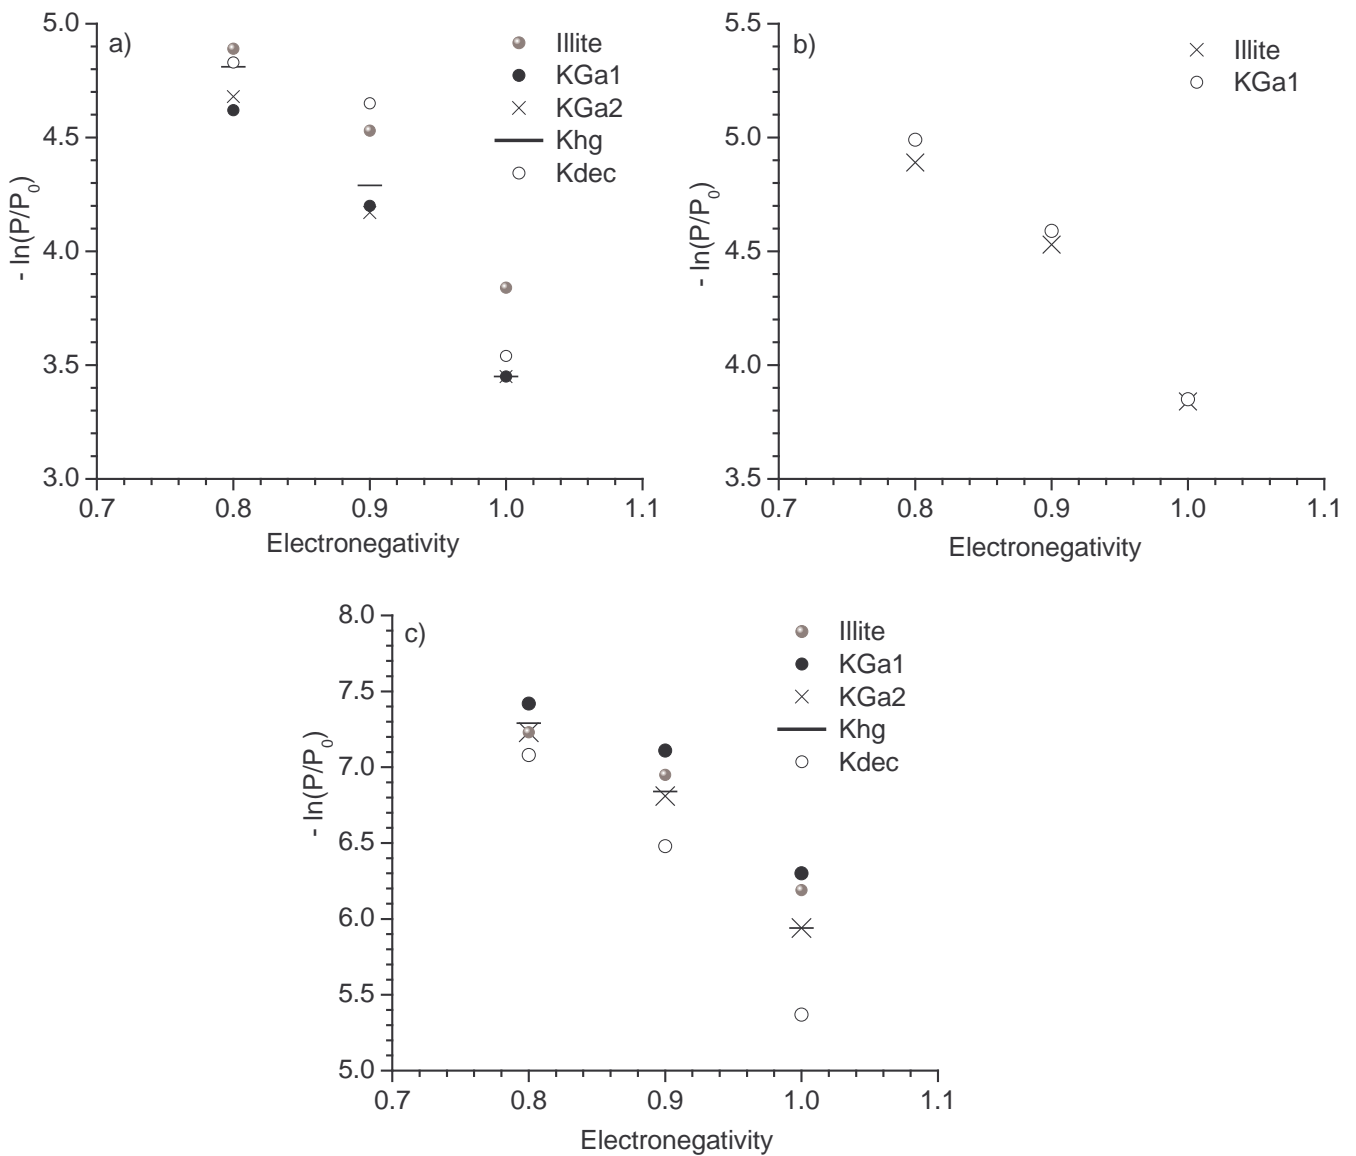 a)
Illite
KGa1
KGa2
Khg
Kdec
5.0
4.5
4.0
3.5
3.0
- ln(P/P0)
0.7 0.8 0.9 1.0 1.1
Electronegativity
b)
Illite
KGa1
5.5
5.0
4.5
4.0
3.5
- ln(P/P0)
0.7 0.8 0.9 1.0 1.1
Electronegativity
c)
Illite
KGa1
KGa2
Khg
Kdec
8.0
7.5
7.0
6.5
6.0
5.5
5.0
- ln(P/P0)
0.7 0.8 0.9 1.0 1.1
Electronegativity